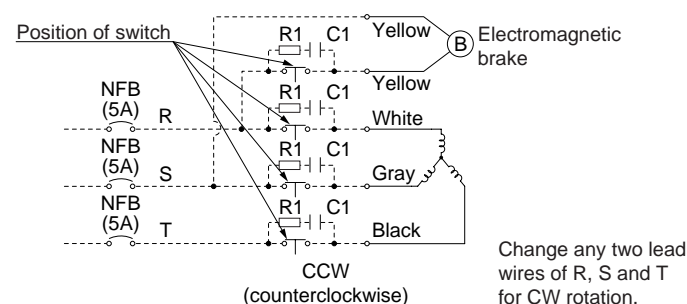 Position of switch
R1 C1
Yellow
B
Electromagnetic
brake
Yellow
NFB
(5A)
R
R1 C1
White
NFB
(5A)
S
R1 C1
Gray
NFB
(5A)
T
R1 C1
Black
CCW
(counterclockwise)
Change any two lead
wires of R, S and T
for CW rotation.